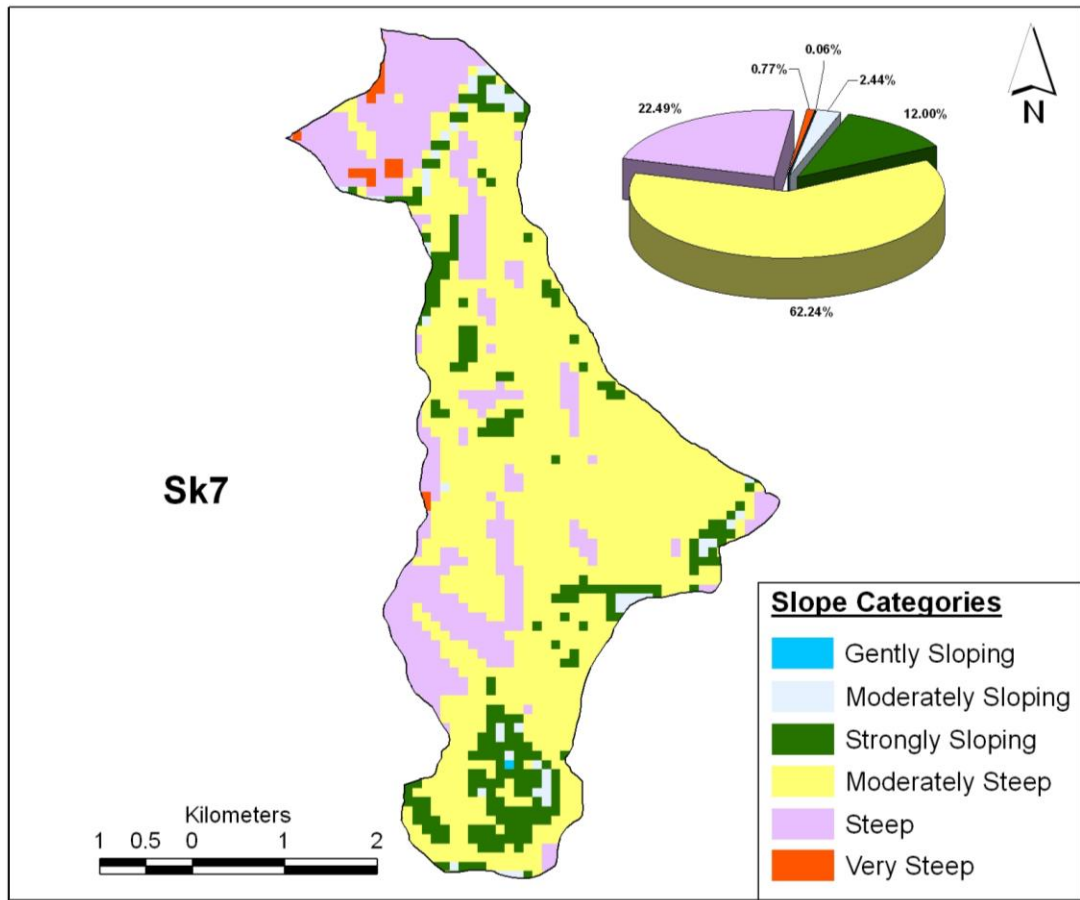 0.06%
0.77%
2.44%
22.49%
12.00%
N
62.24%
Sk7
Slope Categories
Gently Sloping
Moderately Sloping
Strongly Sloping
Moderately Steep
Steep
Very Steep
Kilometers
1 0.5 0 1 2